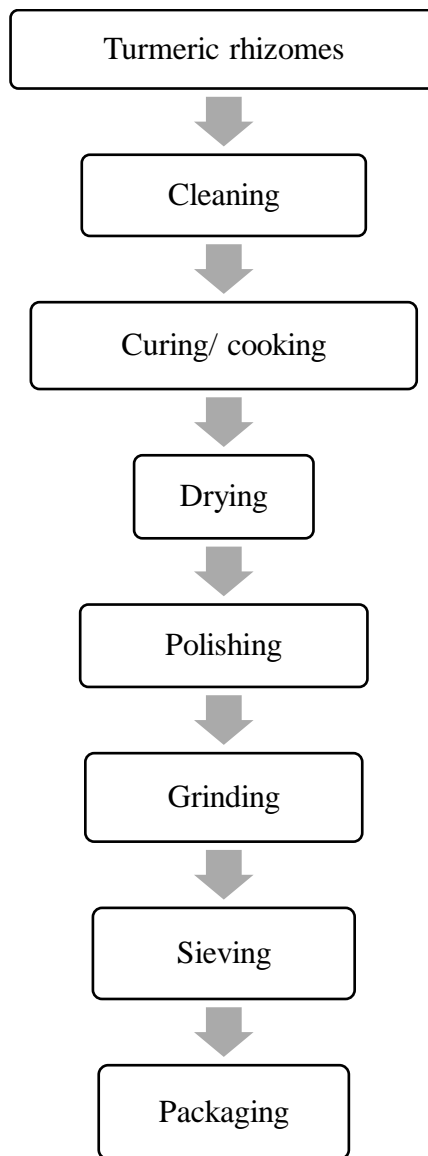 Turmeric rhizomes
Cleaning
Curing/ cooking
Drying
Polishing
Grinding
Sieving
Packaging